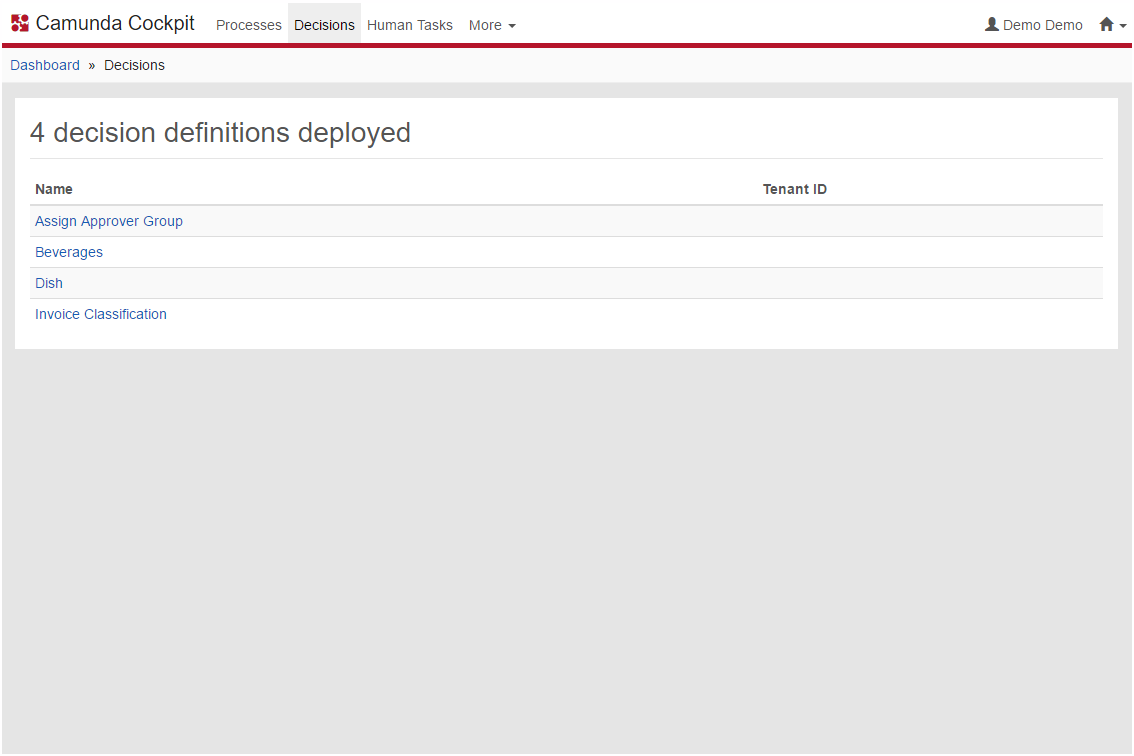 Camunda Cockpit Processes Decisions Human Tasks More Demo Demo
Dashboard » Decisions
4 decision definitions deployed
Name Tenant ID
Assign Approver Group
Beverages
Dish
Invoice Classification